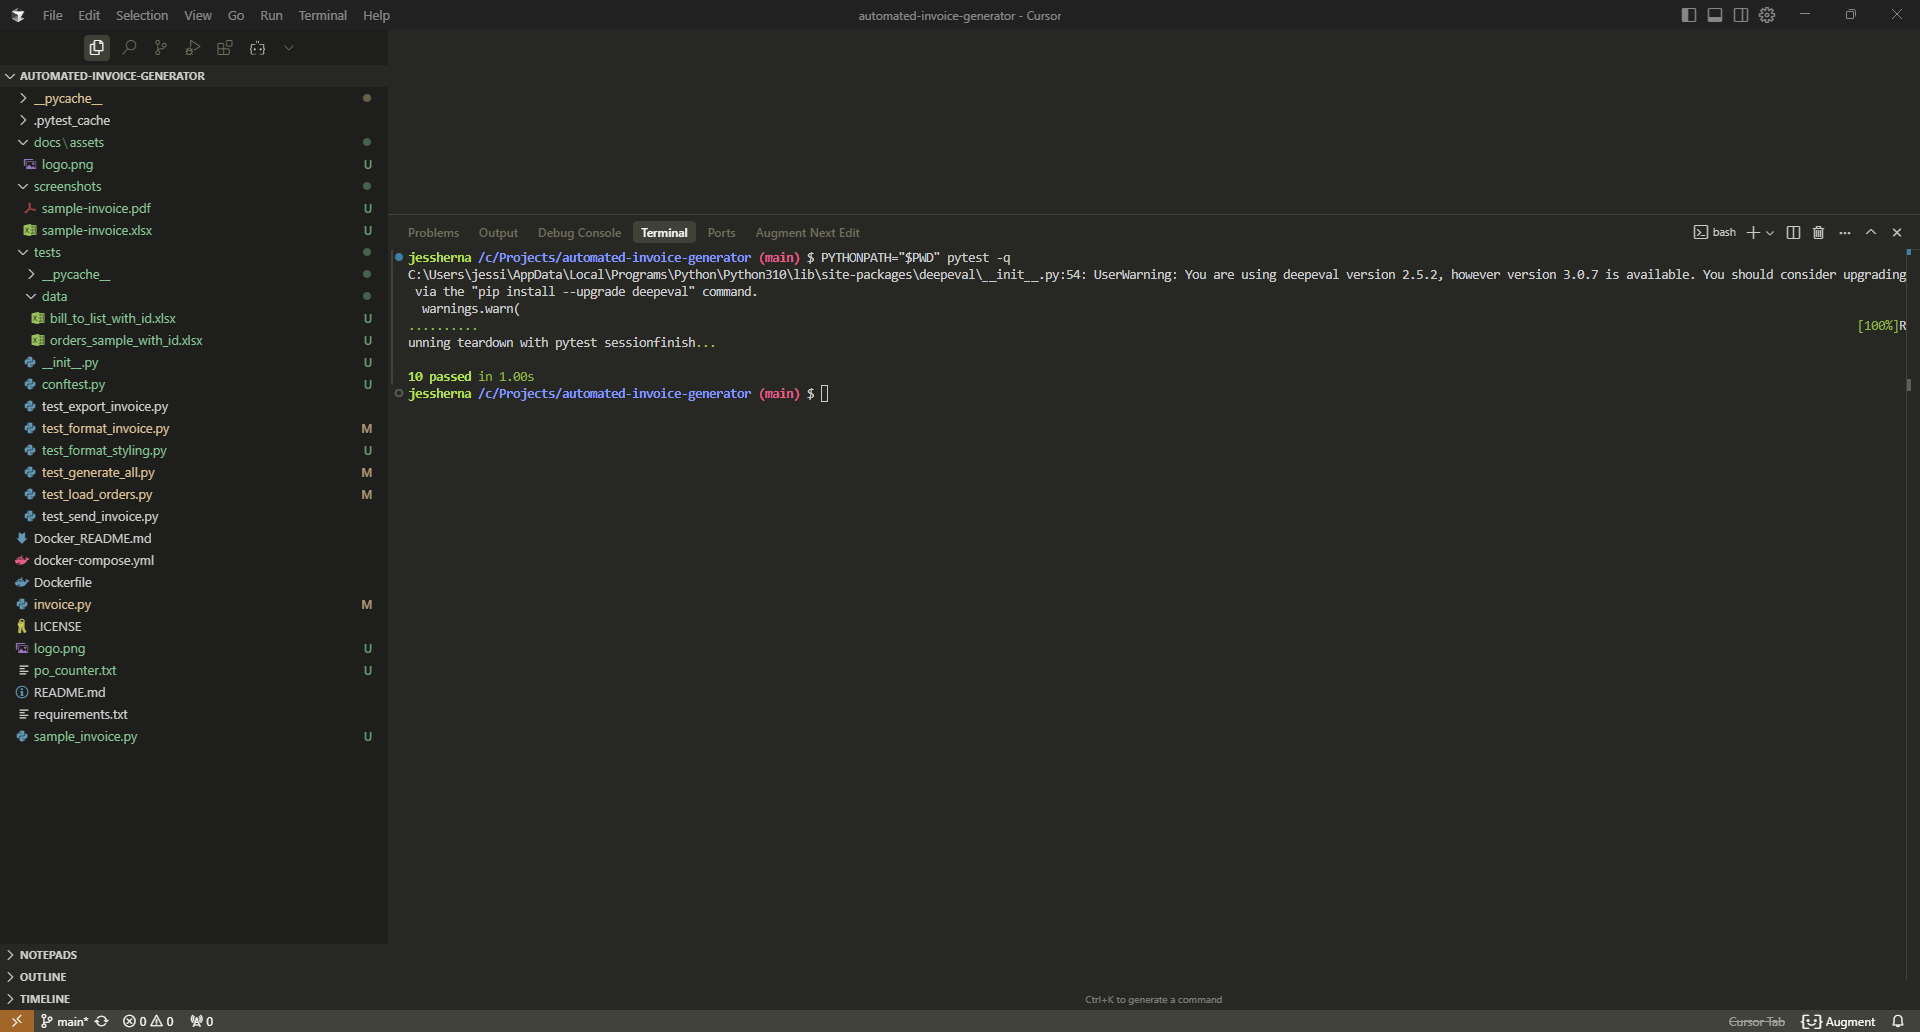 File Edit Selection View Go Run Terminal Help
automated-invoice-generator - Cursor
AUTOMATED-INVOICE-GENERATOR
__pycache__
.pytest_cache
docs\assets
logo.png U
screenshots
sample-invoice.pdf U
sample-invoice.xlsx U
tests
__pycache__
data
bill_to_list_with_id.xlsx U
orders_sample_with_id.xlsx U
__init__.py U
conftest.py U
test_export_invoice.py
test_format_invoice.py M
test_format_styling.py U
test_generate_all.py M
test_load_orders.py M
test_send_invoice.py
Docker_README.md
docker-compose.yml
Dockerfile
invoice.py M
LICENSE
logo.png U
po_counter.txt U
README.md
requirements.txt
sample_invoice.py U
NOTEPADS
OUTLINE
TIMELINE
Problems Output Debug Console Terminal Ports Augment Next Edit
bash
jessherna /c/Projects/automated-invoice-generator (main) $ PYTHONPATH="$PWD" pytest -q
C:\Users\jessi\AppData\Local\Programs\Python\Python310\lib\site-packages\deepeval\__init__.py:54: UserWarning: You are using deepeval version 2.5.2, however version 3.0.7 is available. You should consider upgrading
via the "pip install --upgrade deepeval" command.
warnings.warn(
.......... [100%]R
unning teardown with pytest sessionfinish...
10 passed in 1.00s
jessherna /c/Projects/automated-invoice-generator (main) $
Ctrl+K to generate a command
main* 0 0 0
Cursor Tab Augment